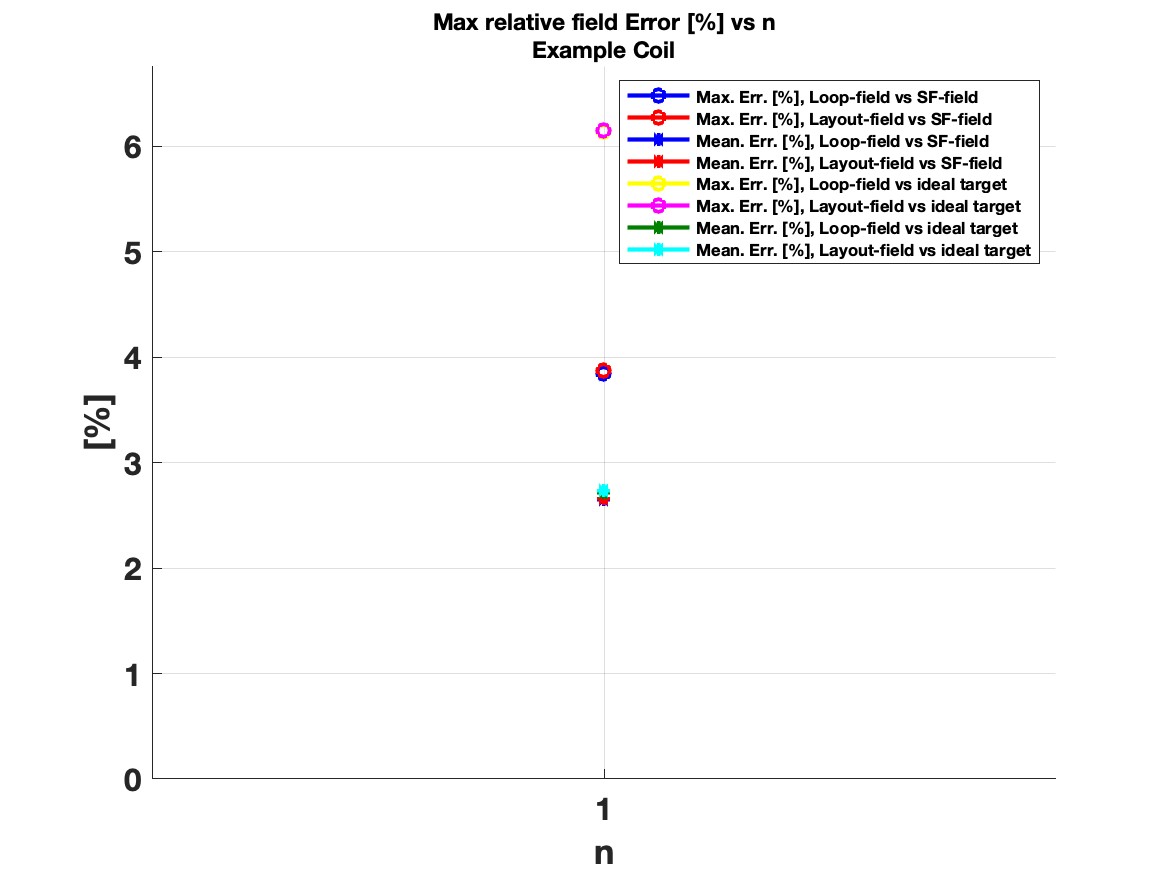 Max relative field Error [%] vs n
Example Coil
Max. Err. [%], Loop-field vs SF-field
Max. Err. [%], Layout-field vs SF-field
Mean. Err. [%], Loop-field vs SF-field
Mean. Err. [%], Layout-field vs SF-field
Max. Err. [%], Loop-field vs ideal target
Max. Err. [%], Layout-field vs ideal target
Mean. Err. [%], Loop-field vs ideal target
Mean. Err. [%], Layout-field vs ideal target
6
5
4
3
2
1
0
[%]
1
n